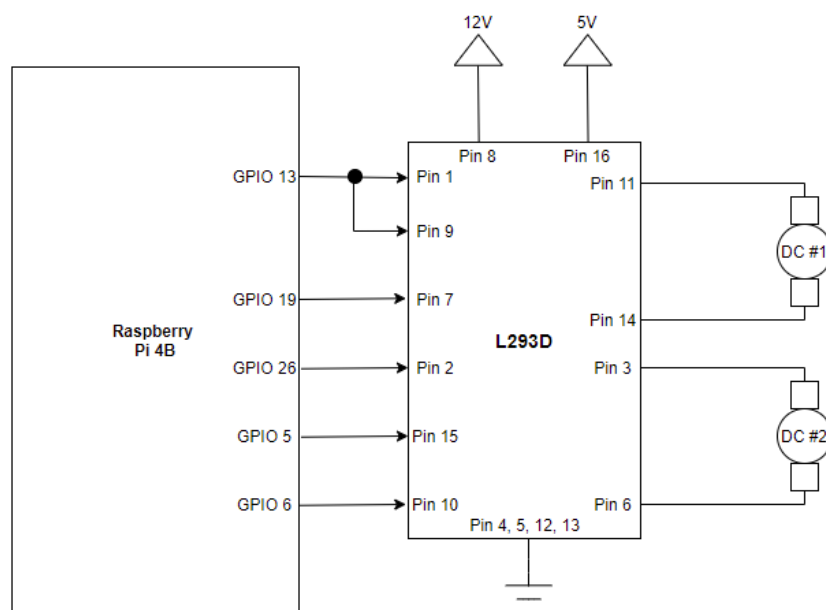 12V
5V
Pin 8
Pin 16
GPIO 13
Pin 1
Pin 11
Pin 9
DC #1
GPIO 19
Pin 7
Pin 14
Raspberry
Pi 4B
L293D
GPIO 26
Pin 2
Pin 3
GPIO 5
Pin 15
DC #2
GPIO 6
Pin 10
Pin 6
Pin 4, 5, 12, 13